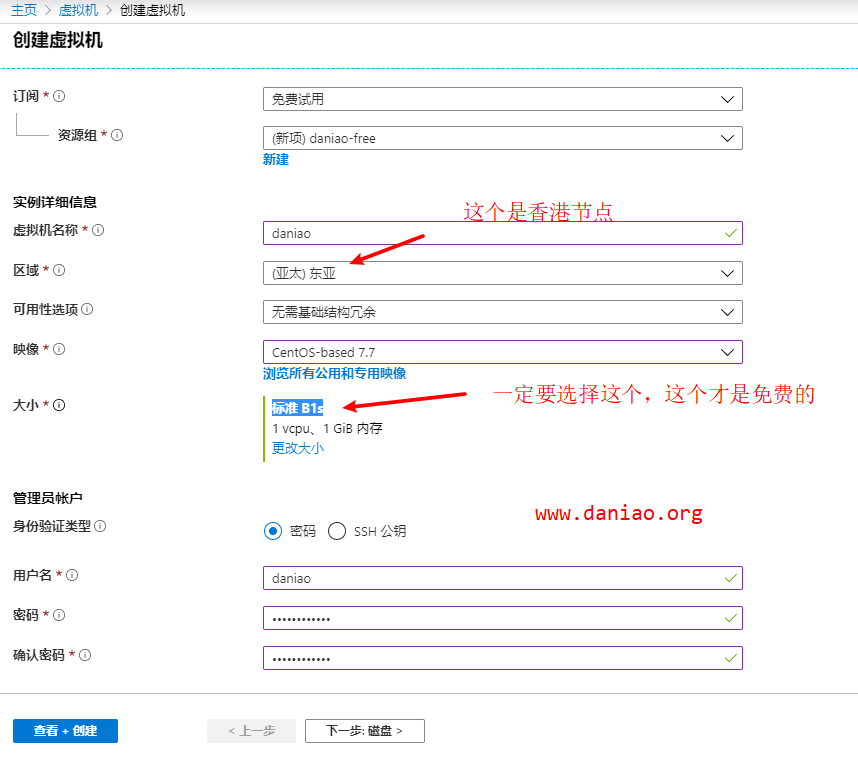 主页 > 虚拟机 > 创建虚拟机
创建虚拟机
订阅 * 免费试用
资源组 * (新项) daniao-free
新建
实例详细信息
这个是香港节点
虚拟机名称 * daniao
区域 * (亚太) 东亚
可用性选项 无需基础结构冗余
映像 * CentOS-based 7.7
浏览所有公用和专用映像
一定要选择这个，这个才是免费的
大小 * 标准 B1s
1 vcpu、1 GiB 内存
更改大小
管理员帐户
www.daniao.org
身份验证类型 密码 SSH 公钥
用户名 * daniao
密码 * ••••••••••••
确认密码 * ••••••••••••
查看 + 创建 < 上一步 下一步: 磁盘 >